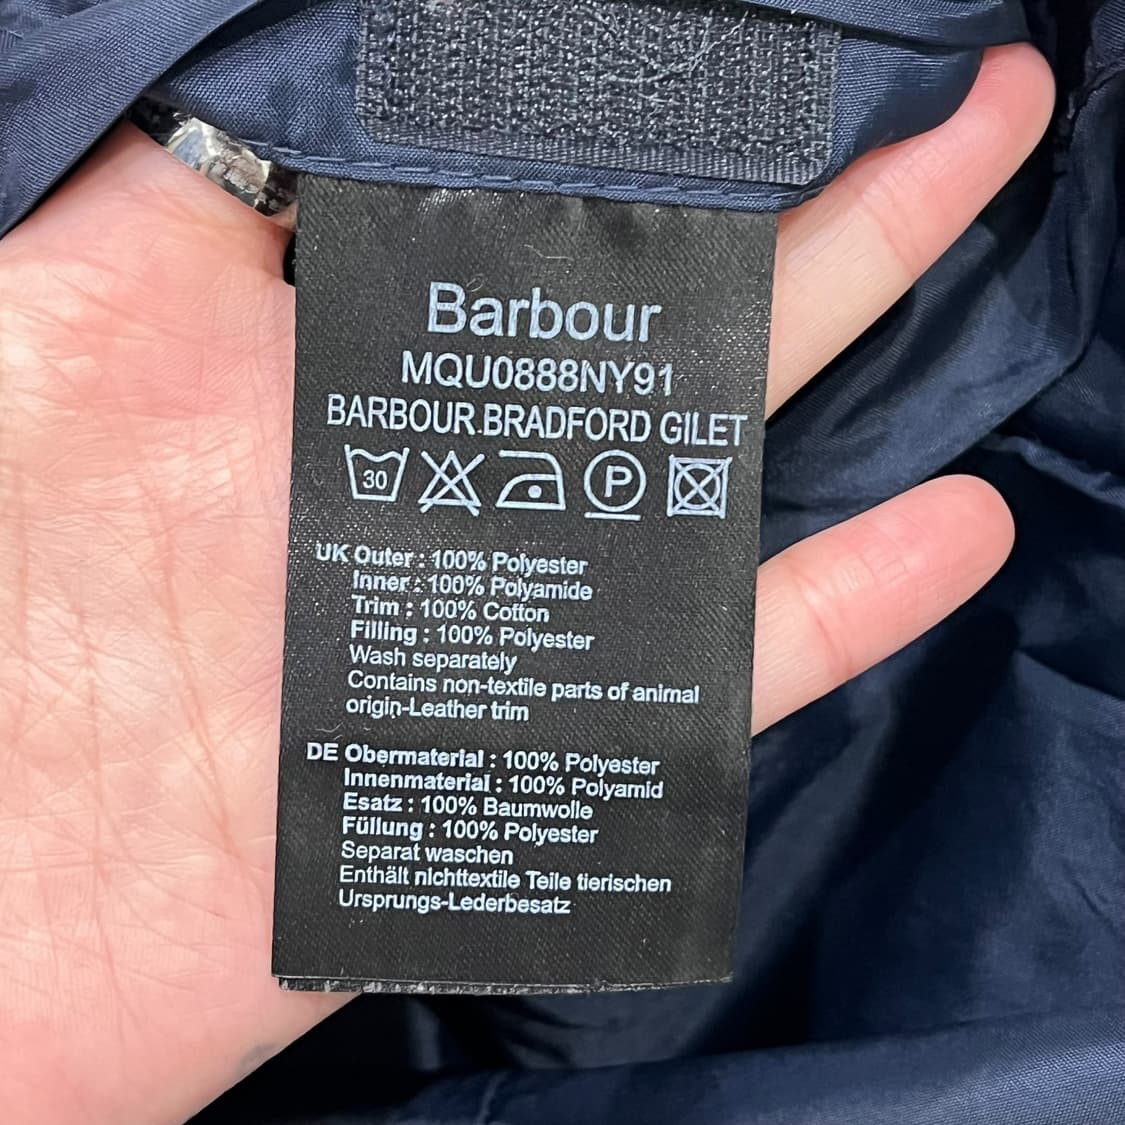 Barbour
MQU0888NY91
BARBOUR BRADFORD GILET
30 P
UK Outer : 100% Polyester
Inner : 100% Polyamide
Trim : 100% Cotton
Filling : 100% Polyester
Wash separately
Contains non-textile parts of animal
origin-Leather trim
DE Obermaterial : 100% Polyester
Innenmaterial : 100% Polyamid
Esatz : 100% Baumwolle
Füllung : 100% Polyester
Separat waschen
Enthält nichttextile Teile tierischen
Ursprungs-Lederbesatz